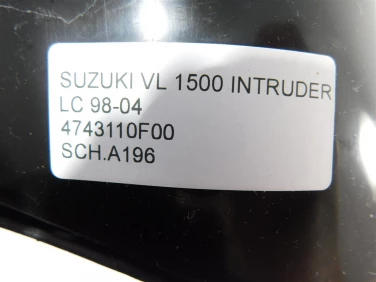 SUZUKI VL 1500 INTRUDER
LC 98-04
4743110F00
SCH.A196